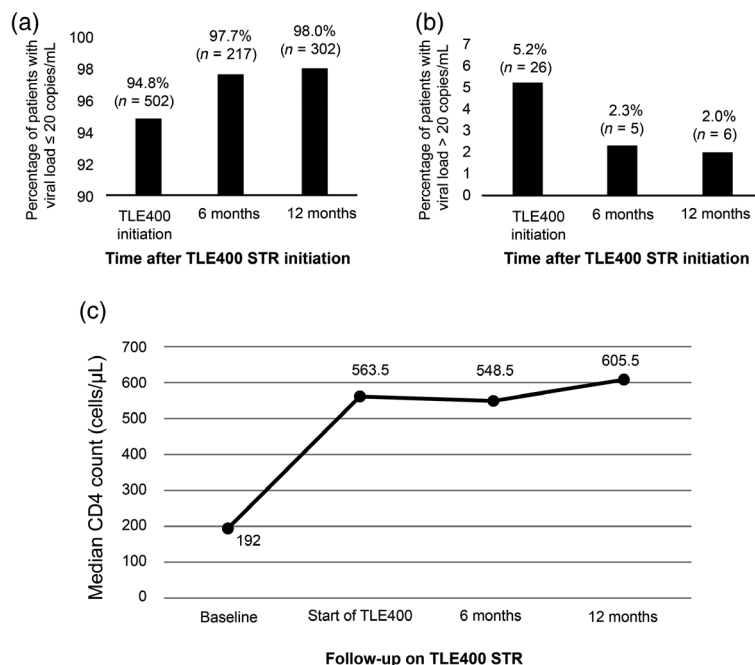 (a)
Percentage of patients with
viral load ≤ 20 copies/mL
100
98
96
94
92
90
94.8%
(n = 502)
97.7%
(n = 217)
98.0%
(n = 302)
TLE400
initiation
6 months
12 months
Time after TLE400 STR initiation
(b)
Percentage of patients with
viral load > 20 copies/mL
7
6
5
4
3
2
1
0
5.2%
(n = 26)
2.3%
(n = 5)
2.0%
(n = 6)
TLE400
initiation
6 months
12 months
Time after TLE400 STR initiation
(c)
Median CD4 count (cells/µL)
700
600
500
400
300
200
100
0
192
563.5
548.5
605.5
Baseline
Start of TLE400
6 months
12 months
Follow-up on TLE400 STR